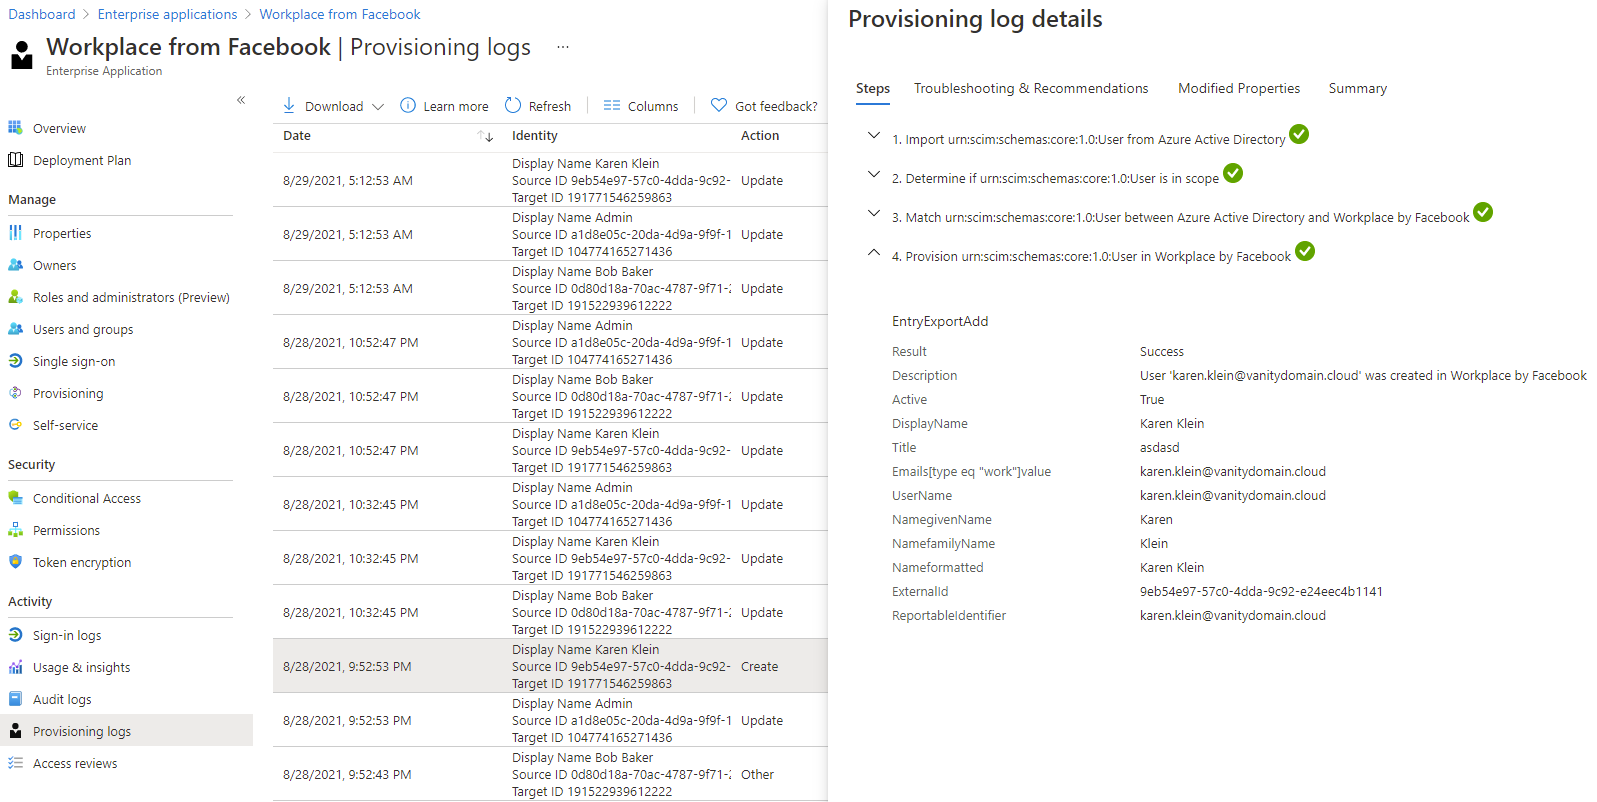 Dashboard > Enterprise applications > Workplace from Facebook
Workplace from Facebook | Provisioning logs ...
Enterprise Application
«
Overview
Deployment Plan
Manage
Properties
Owners
Roles and administrators (Preview)
Users and groups
Single sign-on
Provisioning
Self-service
Security
Conditional Access
Permissions
Token encryption
Activity
Sign-in logs
Usage & insights
Audit logs
Provisioning logs
Access reviews
Download Learn more Refresh Columns Got feedback?
Date Identity Action
Display Name Karen Klein
8/29/2021, 5:12:53 AM Source ID 9eb54e97-57c0-4dda-9c92- Update
Target ID 191771546259863
Display Name Admin
8/29/2021, 5:12:53 AM Source ID a1d8e05c-20da-4d9a-9f9f-1 Update
Target ID 104774165271436
Display Name Bob Baker
8/29/2021, 5:12:53 AM Source ID 0d80d18a-70ac-4787-9f71-2 Update
Target ID 191522939612222
Display Name Admin
8/28/2021, 10:52:47 PM Source ID a1d8e05c-20da-4d9a-9f9f-1 Update
Target ID 104774165271436
Display Name Bob Baker
8/28/2021, 10:52:47 PM Source ID 0d80d18a-70ac-4787-9f71-2 Update
Target ID 191522939612222
Display Name Karen Klein
8/28/2021, 10:52:47 PM Source ID 9eb54e97-57c0-4dda-9c92- Update
Target ID 191771546259863
Display Name Admin
8/28/2021, 10:32:45 PM Source ID a1d8e05c-20da-4d9a-9f9f-1 Update
Target ID 104774165271436
Display Name Karen Klein
8/28/2021, 10:32:45 PM Source ID 9eb54e97-57c0-4dda-9c92- Update
Target ID 191771546259863
Display Name Bob Baker
8/28/2021, 10:32:45 PM Source ID 0d80d18a-70ac-4787-9f71-2 Update
Target ID 191522939612222
Display Name Karen Klein
8/28/2021, 9:52:53 PM Source ID 9eb54e97-57c0-4dda-9c92- Create
Target ID 191771546259863
Display Name Admin
8/28/2021, 9:52:53 PM Source ID a1d8e05c-20da-4d9a-9f9f-1 Update
Target ID 104774165271436
Display Name Bob Baker
8/28/2021, 9:52:43 PM Source ID 0d80d18a-70ac-4787-9f71-2 Other
Target ID 191522939612222
Provisioning log details
Steps Troubleshooting & Recommendations Modified Properties Summary
1. Import urn:scim:schemas:core:1.0:User from Azure Active Directory
2. Determine if urn:scim:schemas:core:1.0:User is in scope
3. Match urn:scim:schemas:core:1.0:User between Azure Active Directory and Workplace by Facebook
4. Provision urn:scim:schemas:core:1.0:User in Workplace by Facebook
EntryExportAdd
Result Success
Description User 'karen.klein@vanitydomain.cloud' was created in Workplace by Facebook
Active True
DisplayName Karen Klein
Title asdasd
Emails[type eq "work"]value karen.klein@vanitydomain.cloud
UserName karen.klein@vanitydomain.cloud
NamegivenName Karen
NamefamilyName Klein
Nameformatted Karen Klein
ExternalId 9eb54e97-57c0-4dda-9c92-e24eec4b1141
ReportableIdentifier karen.klein@vanitydomain.cloud